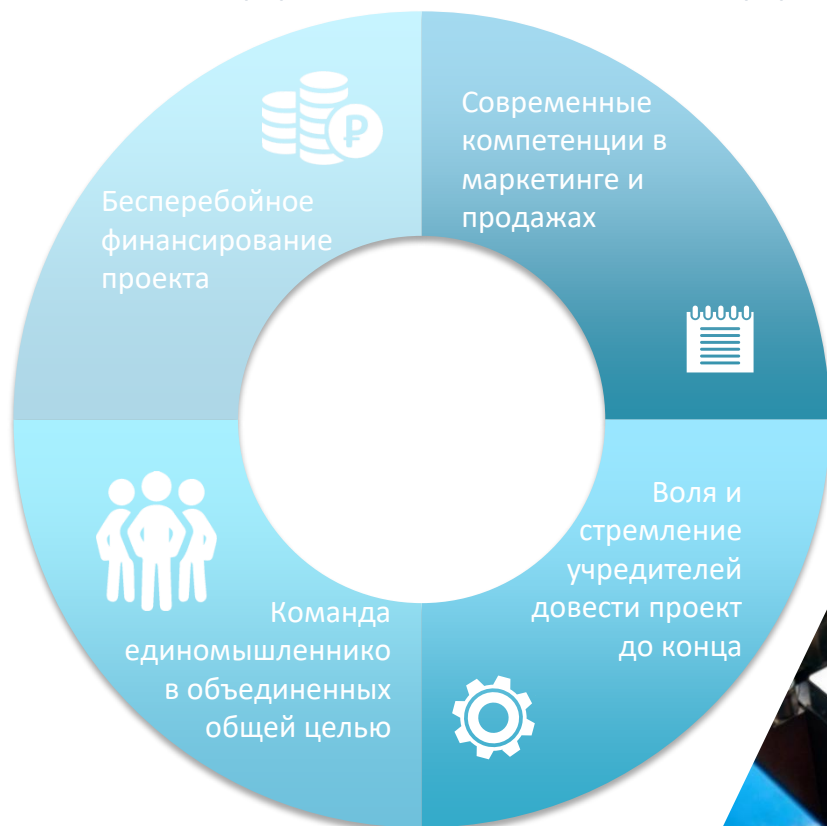 Бесперебойное
финансирование
проекта
Современные
компетенции в
маркетинге и
продажах
Команда
единомышленнико
в объединенных
общей целью
Воля и
стремление
учредителей
довести проект
до конца